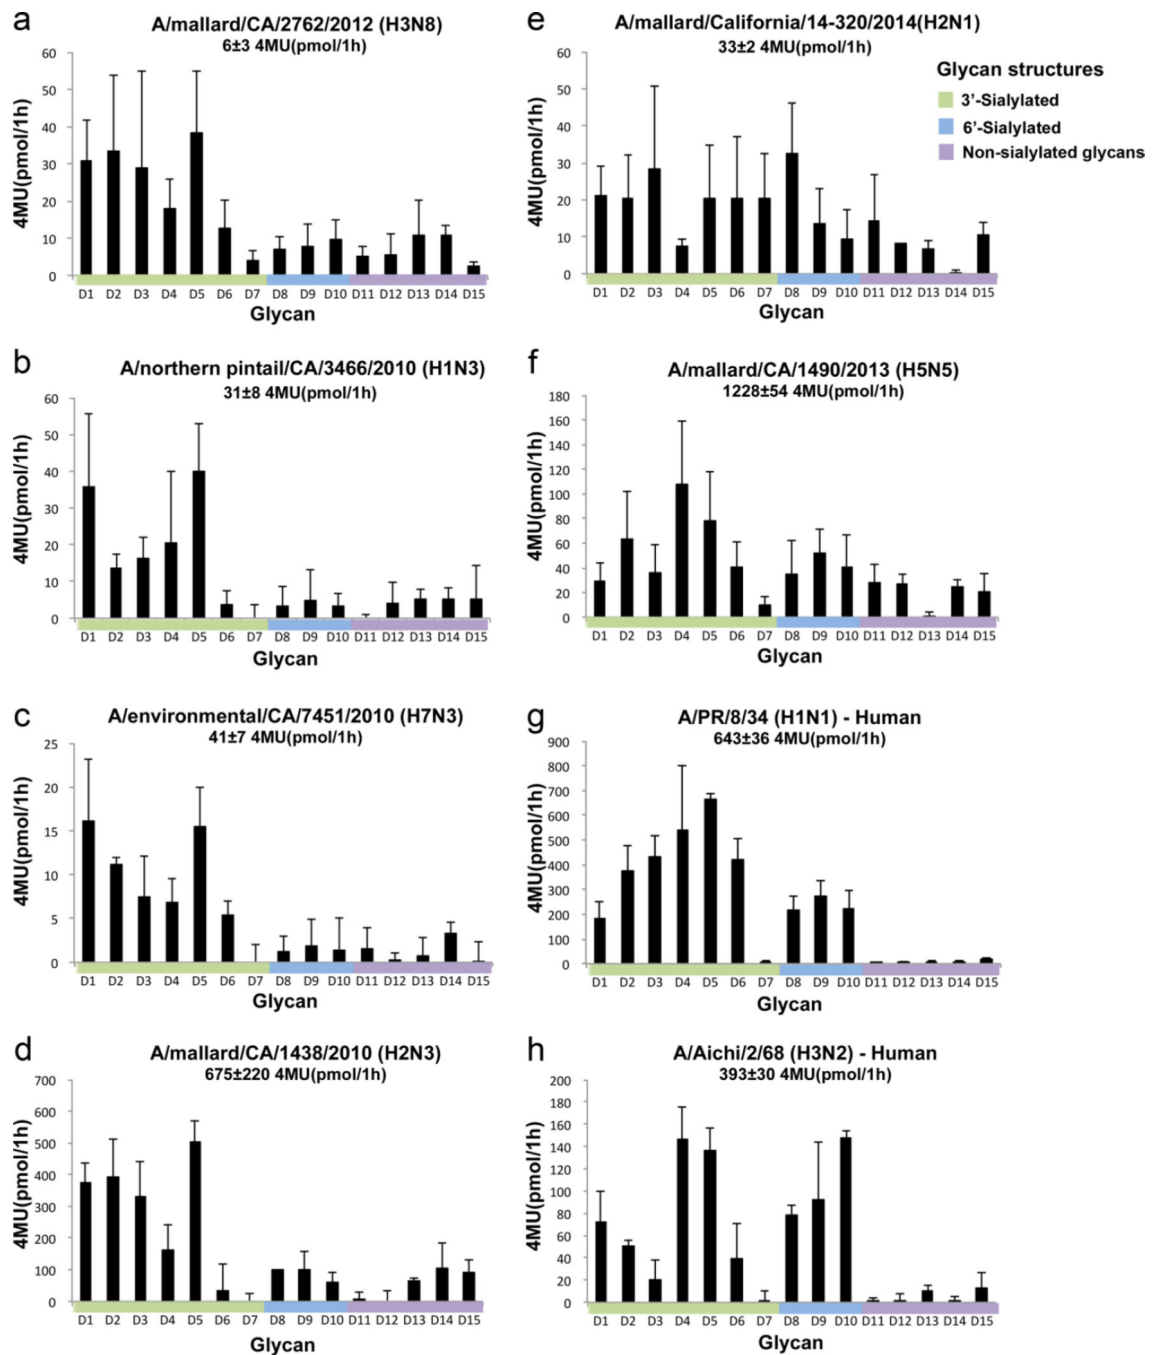 a
A/mallard/CA/2762/2012 (H3N8)
6±3 4MU(pmol/1h)
4MU(pmol/1h)
60
50
40
30
20
10
0
D1 D2 D3 D4 D5 D6 D7 D8 D9 D10 D11 D12 D13 D14 D15
Glycan
b
A/northern pintail/CA/3466/2010 (H1N3)
31±8 4MU(pmol/1h)
4MU(pmol/1h)
60
50
40
30
20
10
0
D1 D2 D3 D4 D5 D6 D7 D8 D9 D10 D11 D12 D13 D14 D15
Glycan
c
A/environmental/CA/7451/2010 (H7N3)
41±7 4MU(pmol/1h)
4MU(pmol/1h)
25
20
15
10
5
0
D1 D2 D3 D4 D5 D6 D7 D8 D9 D10 D11 D12 D13 D14 D15
Glycan
d
A/mallard/CA/1438/2010 (H2N3)
675±220 4MU(pmol/1h)
4MU(pmol/1h)
700
600
500
400
300
200
100
0
D1 D2 D3 D4 D5 D6 D7 D8 D9 D10 D11 D12 D13 D14 D15
Glycan
e
A/mallard/California/14-320/2014(H2N1)
33±2 4MU(pmol/1h)
4MU(pmol/1h)
60
50
40
30
20
10
0
D1 D2 D3 D4 D5 D6 D7 D8 D9 D10 D11 D12 D13 D14 D15
Glycan
Glycan structures
3’-Sialylated
6’-Sialylated
Non-sialylated glycans
f
A/mallard/CA/1490/2013 (H5N5)
1228±54 4MU(pmol/1h)
4MU(pmol/1h)
180
160
140
120
100
80
60
40
20
0
D1 D2 D3 D4 D5 D6 D7 D8 D9 D10 D11 D12 D13 D14 D15
Glycan
g
A/PR/8/34 (H1N1) - Human
643±36 4MU(pmol/1h)
4MU(pmol/1h)
900
800
700
600
500
400
300
200
100
0
D1 D2 D3 D4 D5 D6 D7 D8 D9 D10 D11 D12 D13 D14 D15
Glycan
h
A/Aichi/2/68 (H3N2) - Human
393±30 4MU(pmol/1h)
4MU(pmol/1h)
200
180
160
140
120
100
80
60
40
20
0
D1 D2 D3 D4 D5 D6 D7 D8 D9 D10 D11 D12 D13 D14 D15
Glycan